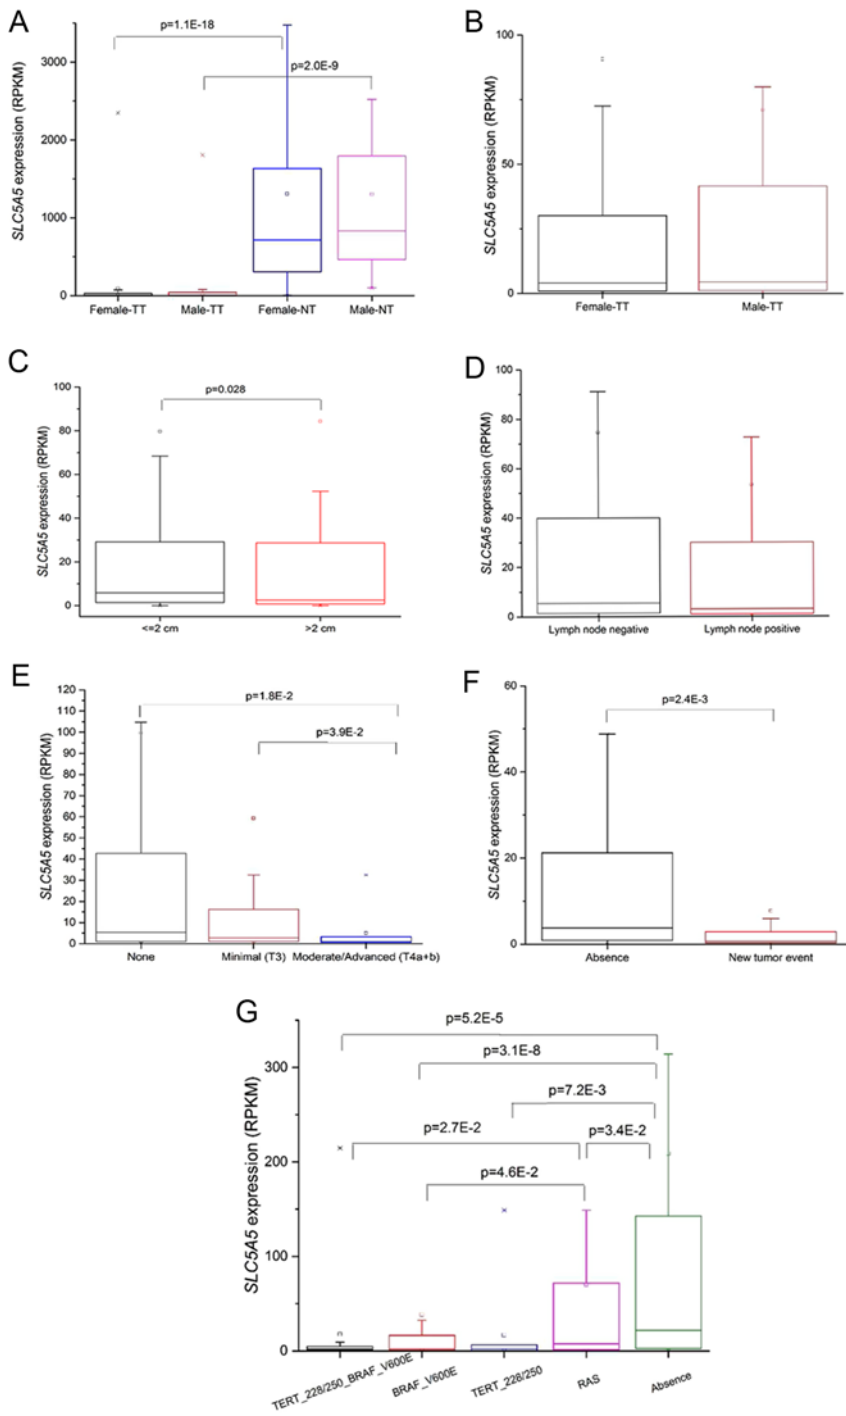 A
p=1.1E-18
p=2.0E-9
SLC5A5 expression (RPKM)
3000
2000
1000
0
Female-TT
Male-TT
Female-NT
Male-NT
B
SLC5A5 expression (RPKM)
100
50
0
Female-TT
Male-TT
C
p=0.028
SLC5A5 expression (RPKM)
100
80
60
40
20
0
<=2 cm
>2 cm
D
SLC5A5 expression (RPKM)
100
80
60
40
20
0
Lymph node negative
Lymph node positive
E
p=1.8E-2
p=3.9E-2
SLC5A5 expression (RPKM)
120
110
100
90
80
70
60
50
40
30
20
10
0
None
Minimal (T3)
Moderate/Advanced (T4a+b)
F
p=2.4E-3
SLC5A5 expression (RPKM)
60
40
20
0
Absence
New tumor event
G
p=5.2E-5
p=3.1E-8
p=7.2E-3
p=2.7E-2
p=3.4E-2
p=4.6E-2
SLC5A5 expression (RPKM)
300
200
100
0
TERT_228/250_BRAF_V600E
BRAF_V600E
TERT_228/250
RAS
Absence